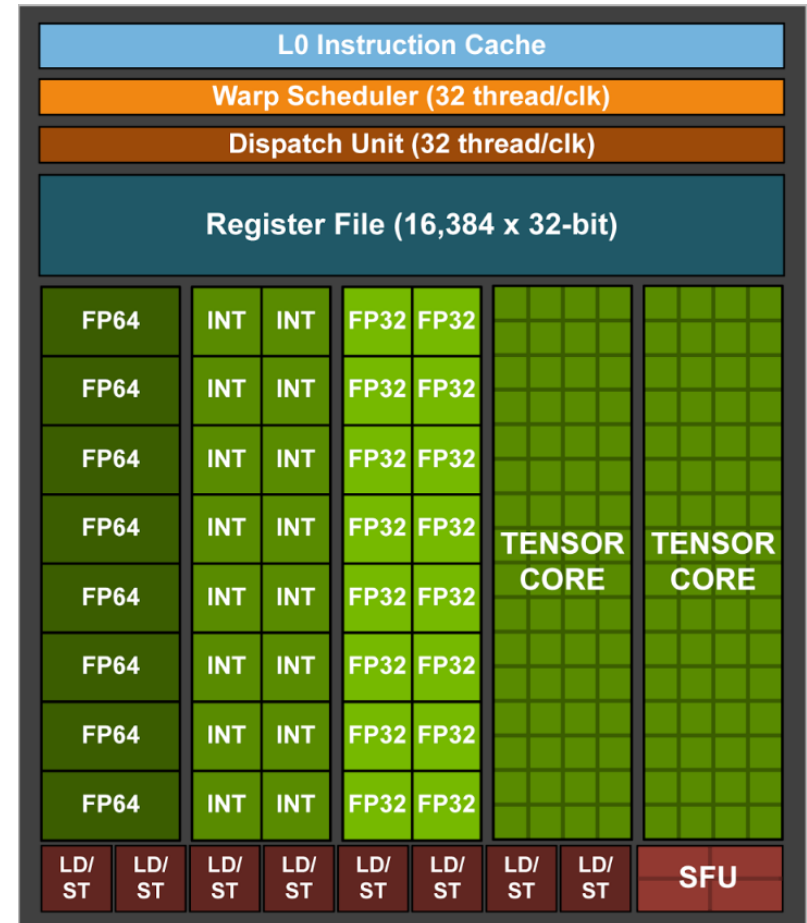 L0 Instruction Cache
Warp Scheduler (32 thread/clk)
Dispatch Unit (32 thread/clk)
Register File (16,384 x 32-bit)
FP64 INT INT FP32 FP32
FP64 INT INT FP32 FP32
FP64 INT INT FP32 FP32
FP64 INT INT FP32 FP32
TENSOR TENSOR
CORE CORE
FP64 INT INT FP32 FP32
FP64 INT INT FP32 FP32
FP64 INT INT FP32 FP32
FP64 INT INT FP32 FP32
LD/ LD/ LD/ LD/ LD/ LD/ LD/ LD/
ST ST ST ST ST ST ST ST
SFU